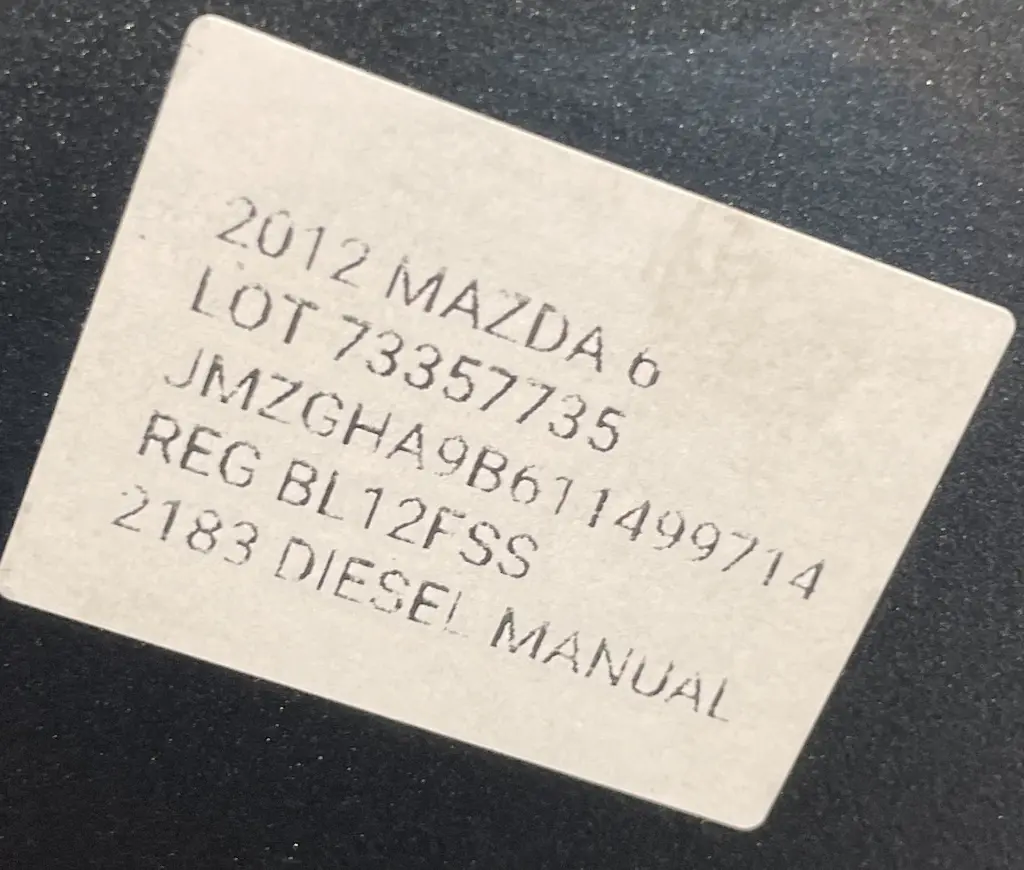 2012 MAZDA 6
LOT 73357735
JMZGHA9B611499714
REG BL12FSS
2183 DIESEL MANUAL